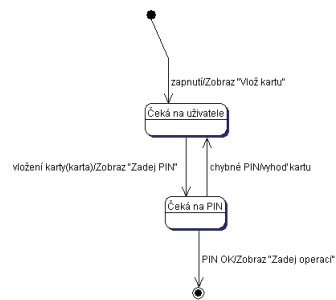 zapnutí/Zobraz "Vlož kartu"
Čeká na uživatele
vložení karty(karta)/Zobraz "Zadej PIN"
chybné PIN/vyhoď kartu
Čeká na PIN
PIN OK/Zobraz "Zadej operaci"